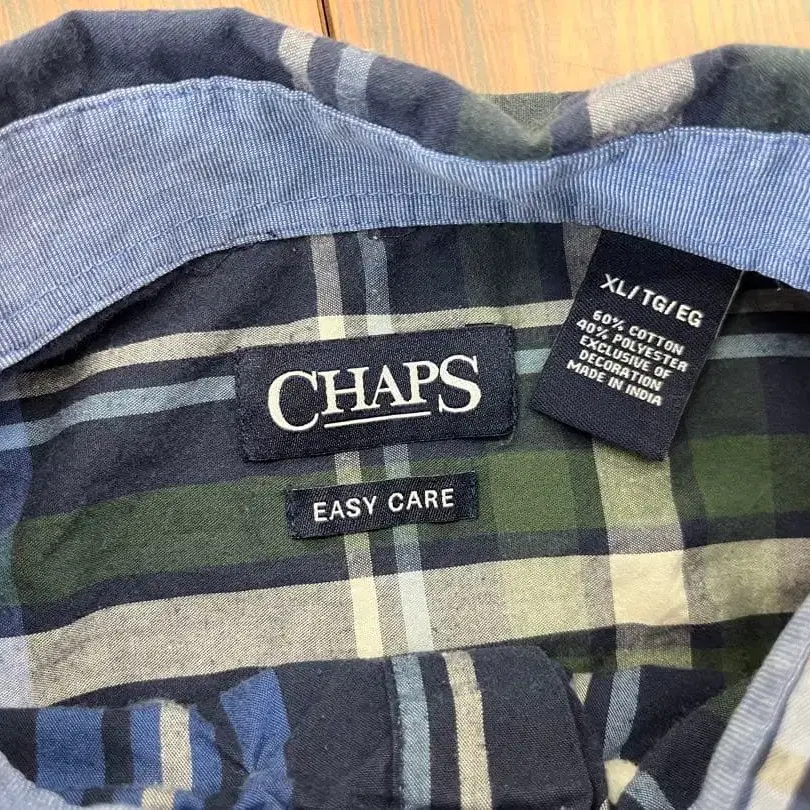 CHAPS
EASY CARE
XL/TG/EG
60% COTTON
40% POLYESTER
EXCLUSIVE OF
DECORATION
MADE IN INDIA